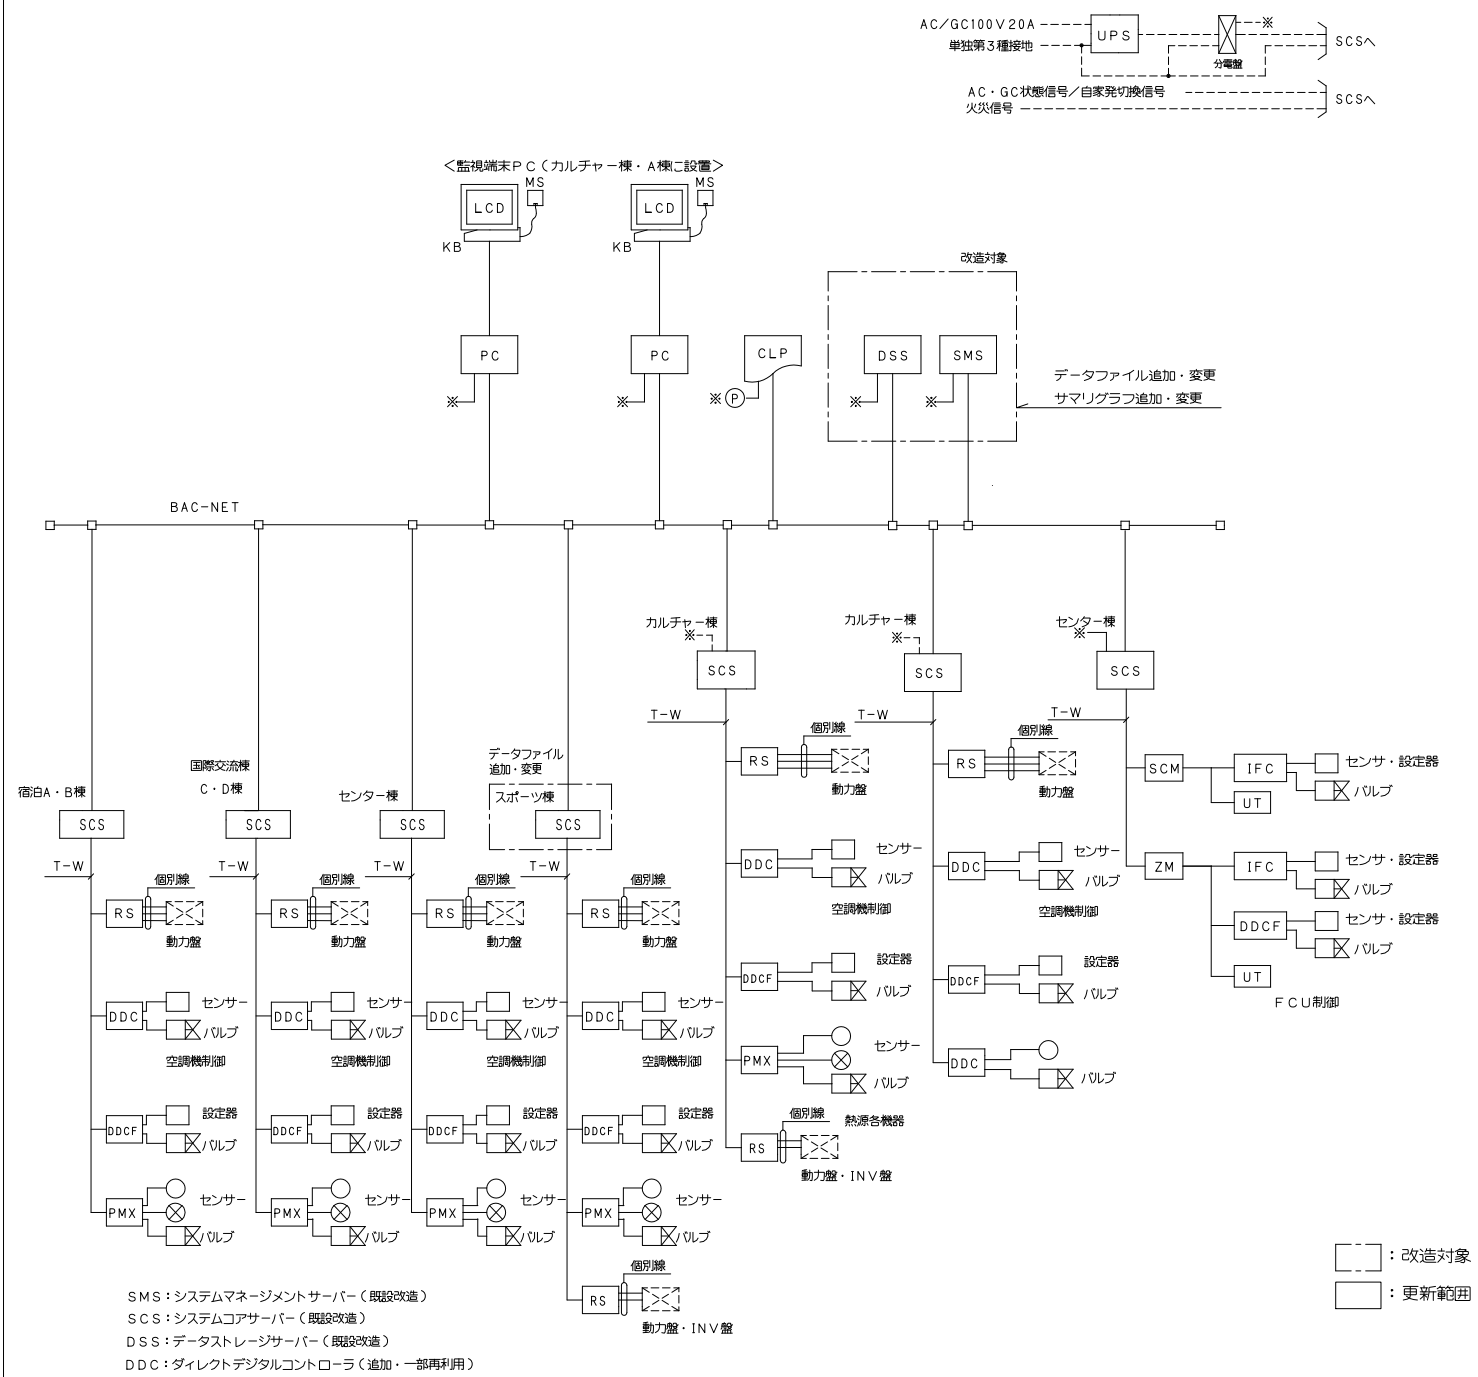 AC/GC100V20A
UPS
※
SCSへ
単独第3種接地
分電盤
AC・GC状態信号/自家発切換信号
SCSへ
火災信号
<監視端末PC(カルチャー棟・A棟に設置>
MS
MS
LCD
LCD
KB
KB
改造対象
PC
PC
CLP
DSS
SMS
データファイル追加・変更
※
※
※
P
※
※
サマリグラフ追加・変更
BAC-NET
カルチャー棟
カルチャー棟
センター棟
※
※
※
SCS
SCS
SCS
T-W
T-W
T-W
個別線
個別線
RS
RS
動力盤
動力盤
SCM
IFC
センサ・設定器
UT
バルブ
データファイル
追加・変更
国際交流棟
C・D棟
宿泊A・B棟
センター棟
スポーツ棟
SCS
SCS
SCS
SCS
T-W
T-W
T-W
T-W
DDC
センサー
バルブ
空調機制御
DDC
センサー
バルブ
空調機制御
ZM
IFC
センサ・設定器
バルブ
個別線
個別線
個別線
個別線
RS
RS
RS
RS
動力盤
動力盤
動力盤
動力盤
DDCF
センサ・設定器
バルブ
DDCF
設定器
バルブ
DDCF
設定器
バルブ
UT
FCU制御
DDC
センサー
バルブ
DDC
センサー
バルブ
DDC
センサー
バルブ
DDC
センサー
バルブ
空調機制御
空調機制御
空調機制御
空調機制御
PMX
センサー
バルブ
DDC
バルブ
DDCF
設定器
バルブ
DDCF
設定器
バルブ
DDCF
設定器
バルブ
DDCF
設定器
バルブ
個別線
熱源各機器
RS
動力盤・INV盤
PMX
センサー
バルブ
PMX
センサー
バルブ
PMX
センサー
バルブ
PMX
センサー
バルブ
個別線
RS
動力盤・INV盤
:改造対象
:更新範囲
SMS:システムマネージメントサーバー(既設改造)
SCS:システムコアサーバー(既設改造)
DSS:データストレージサーバー(既設改造)
DDC:ダイレクトデジタルコントローラ(追加・一部再利用)